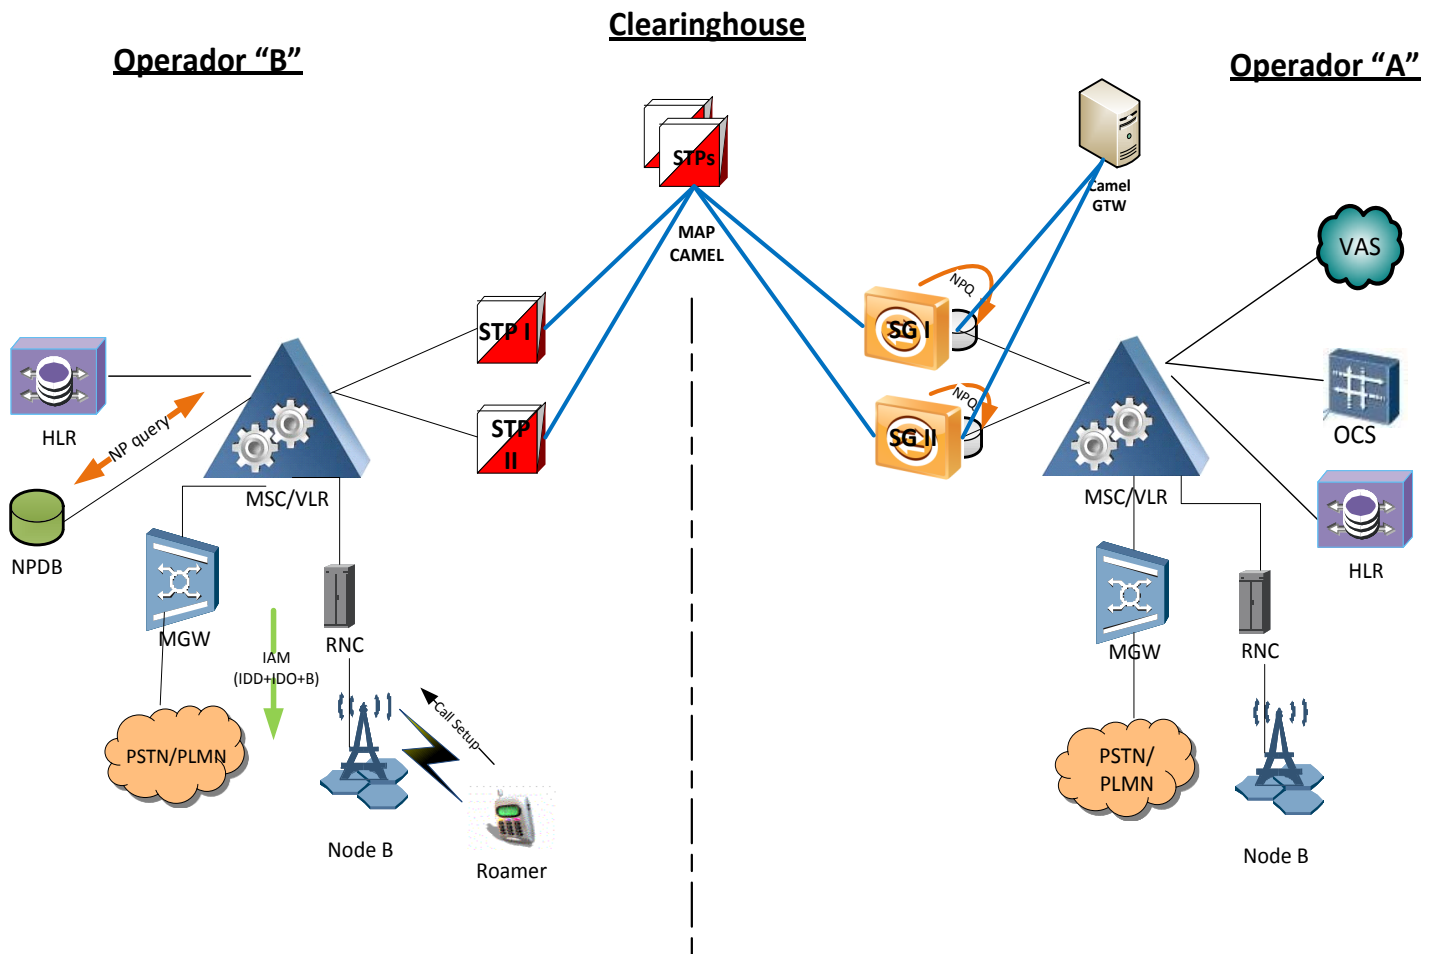 Clearinghouse
Operador “B”
Operador “A”
STPs
Camel
GTW
MAP
CAMEL
VAS
NPQ
STP I
SG I
HLR
NP query
STP
II
NPQ
SG II
OCS
MSC/VLR
MSC/VLR
NPDB
HLR
MGW
RNC
MGW
RNC
IAM
(IDD+IDO+B)
Call Setup
PSTN/PLMN
PSTN/
PLMN
Node B
Roamer
Node B